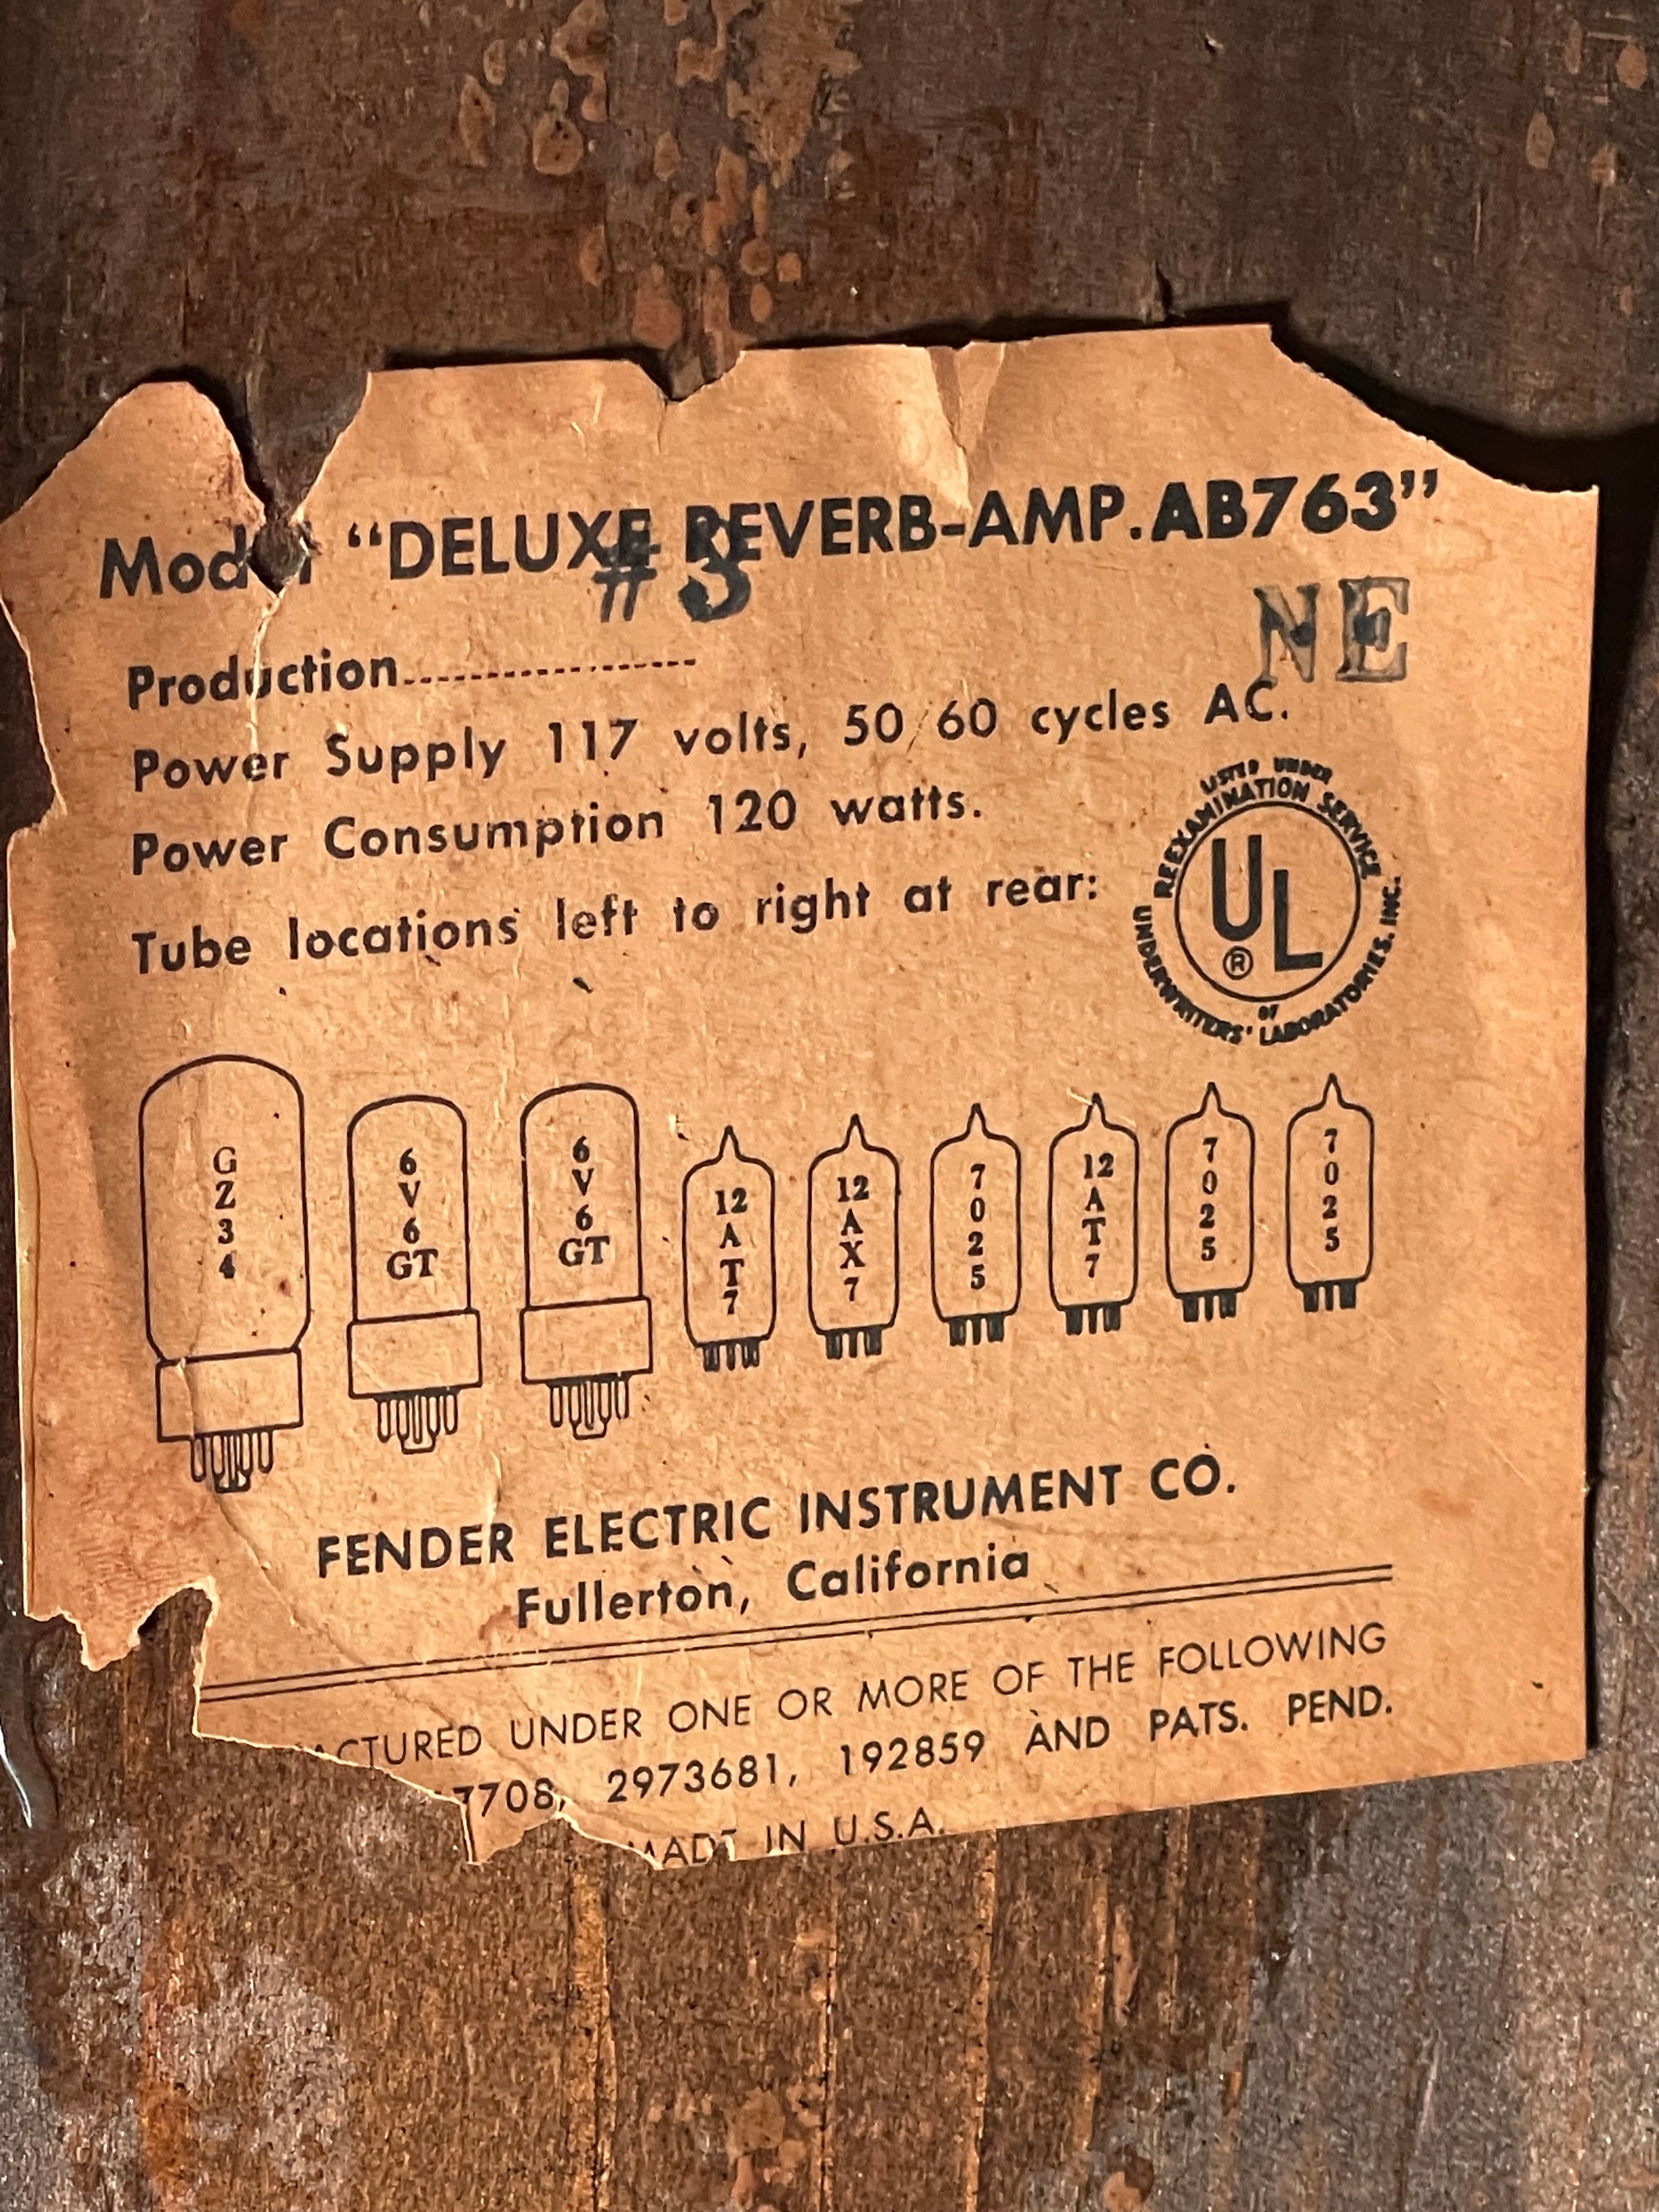 Model "DELUXE REVERB-AMP. AB763"
#3
NE
Production..................
Power Supply 117 volts, 50/60 cycles AC.
Power Consumption 120 watts.
LISTED UNDER
REEXAMINATION SERVICE
UL
®
OF
UNDERWRITERS' LABORATORIES, INC.
Tube locations left to right at rear:
GZ34 6V6GT 6V6GT 12AT7 12AX7 7025 12AT7 7025 7025
FENDER ELECTRIC INSTRUMENT CO.
Fullerton, California
ACTURED UNDER ONE OR MORE OF THE FOLLOWING
7708, 2973681, 192859 AND PATS. PEND.
MADE IN U.S.A.